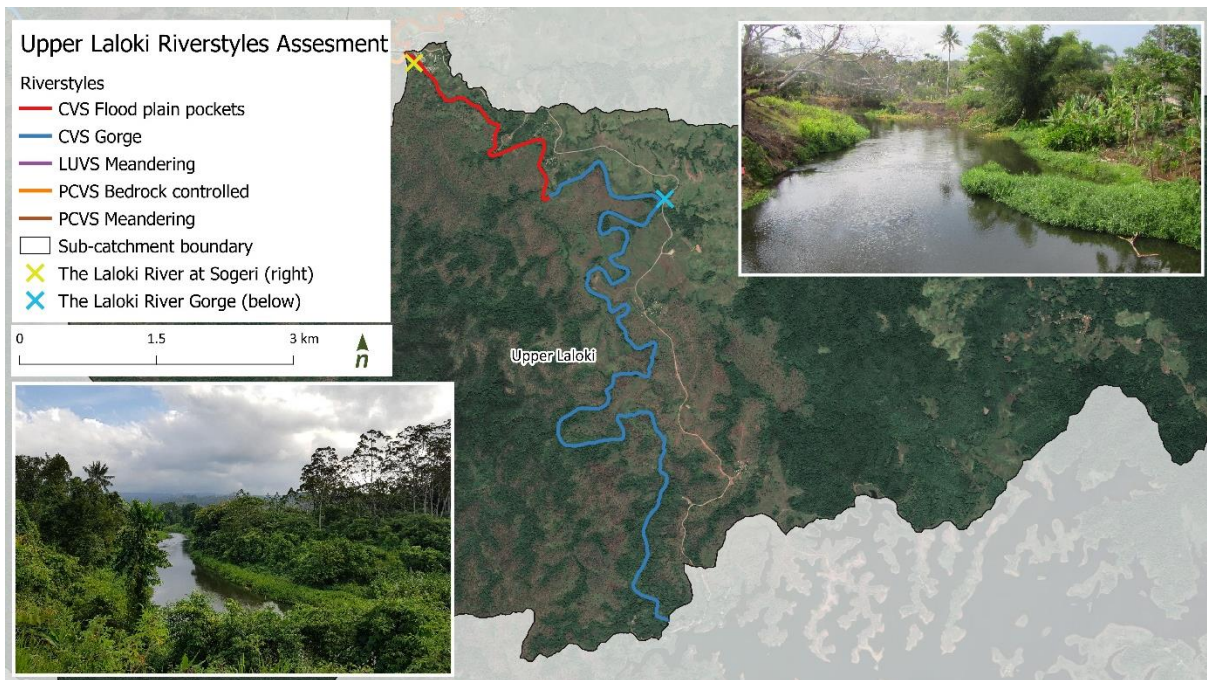 Upper Laloki Riverstyles Assesment
Riverstyles
CVS Flood plain pockets
CVS Gorge
LUVS Meandering
PCVS Bedrock controlled
PCVS Meandering
Sub-catchment boundary
The Laloki River at Sogeri (right)
The Laloki River Gorge (below)
0 1.5 3 km
n
Upper Laloki